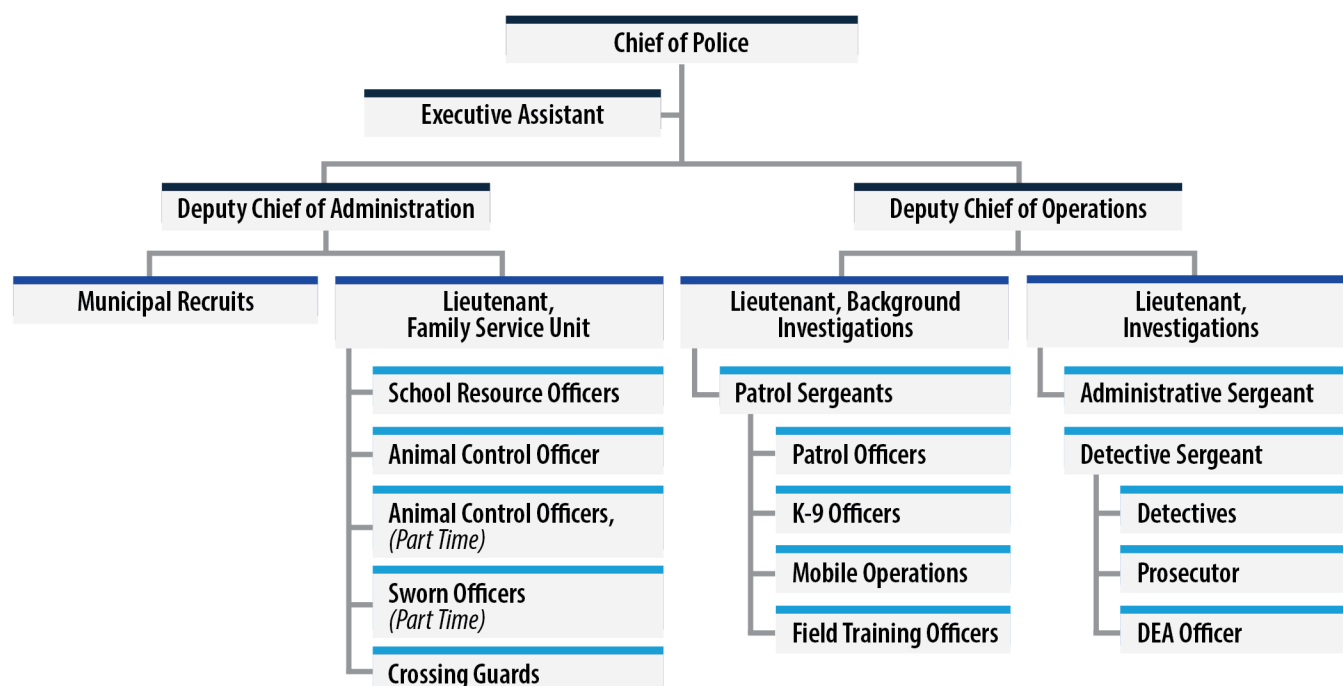 Chief of Police
Executive Assistant
Deputy Chief of Administration
Deputy Chief of Operations
Municipal Recruits
Lieutenant,
Family Service Unit
School Resource Officers
Animal Control Officer
Animal Control Officers,
(Part Time)
Sworn Officers
(Part Time)
Crossing Guards
Lieutenant, Background
Investigations
Patrol Sergeants
Patrol Officers
K-9 Officers
Mobile Operations
Field Training Officers
Lieutenant,
Investigations
Administrative Sergeant
Detective Sergeant
Detectives
Prosecutor
DEA Officer